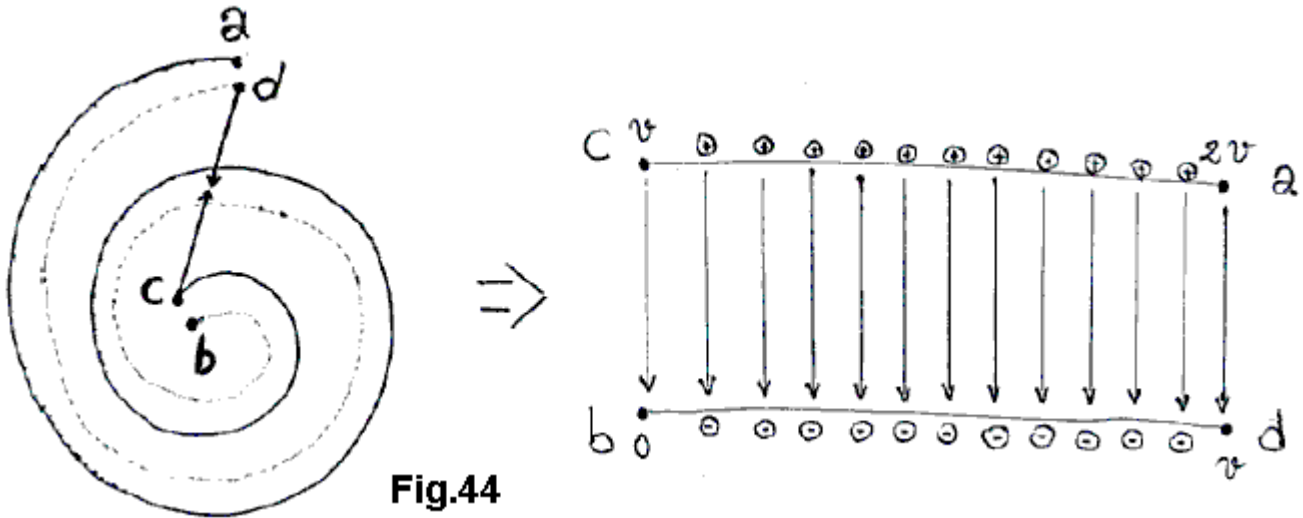 a
d
c
b
⇒
c v ⊕ ⊕ ⊕ ⊕ ⊕ ⊕ ⊕ ⊙ ⊕ ⊕ ⊕ 2v a
b 0 ⊖ ⊖ ⊖ ⊖ ⊖ ⊖ ⊖ ⊖ ⊖ ⊖ ⊖ v d
Fig.44